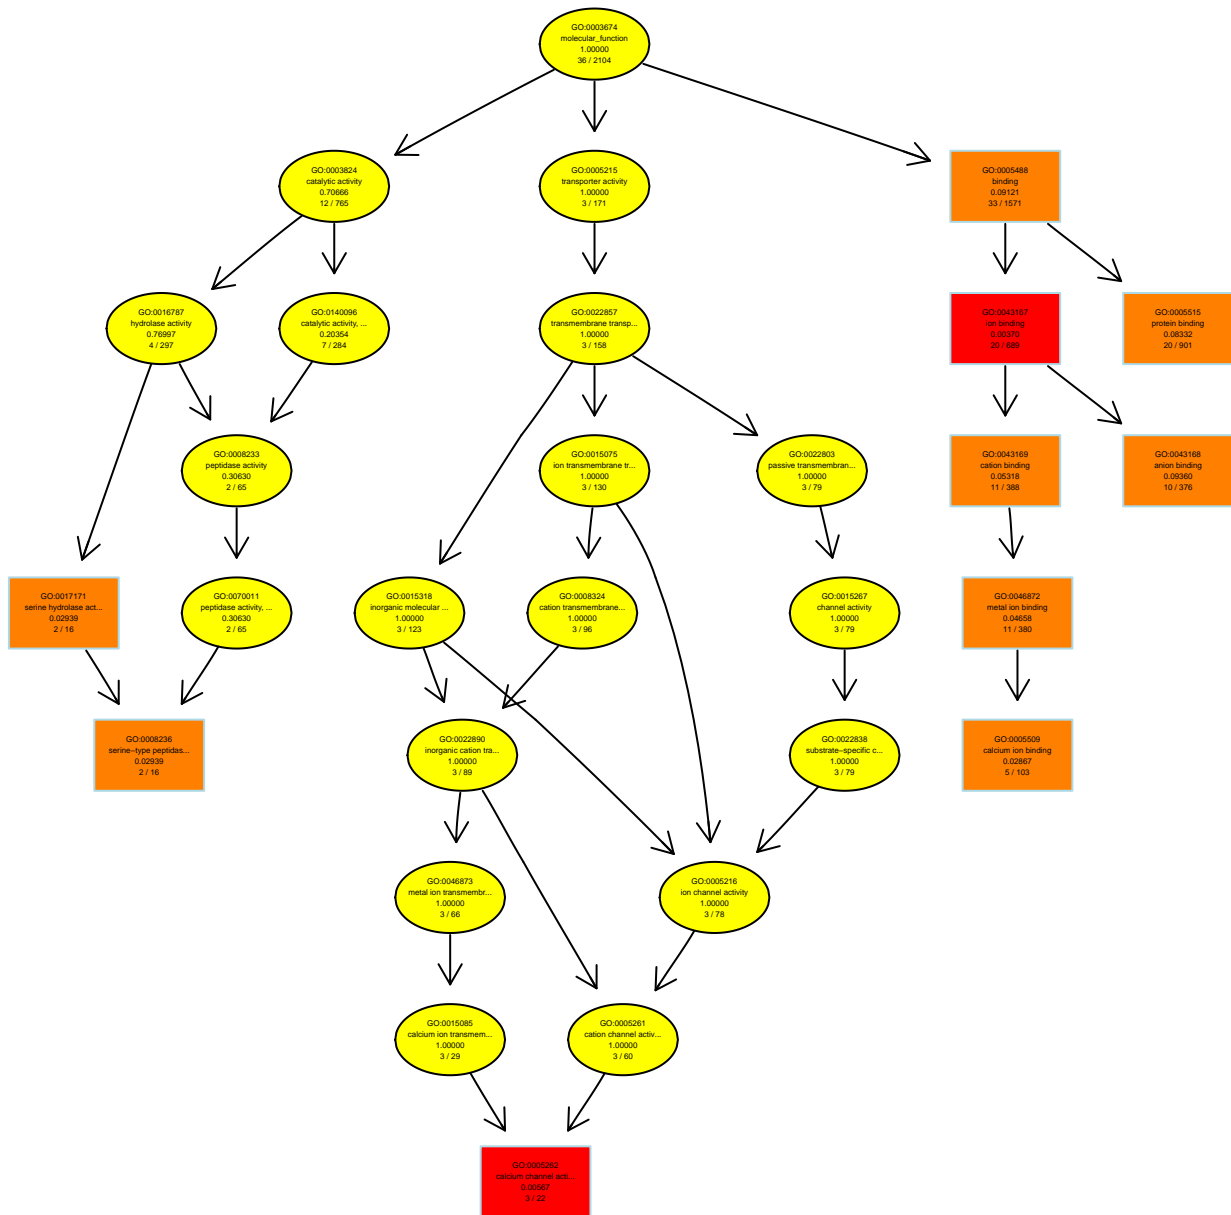 GO:0003674
molecular_function
1.00000
36 / 2104
GO:0003824
catalytic activity
0.70666
12 / 765
GO:0005215
transporter activity
1.00000
3 / 171
GO:0005488
binding
0.09121
33 / 1571
GO:0016787
hydrolase activity
0.76997
4 / 297
GO:0140096
catalytic activity, ...
0.20354
7 / 284
GO:0022857
transmembrane transp...
1.00000
3 / 158
GO:0043167
ion binding
0.00370
20 / 689
GO:0005515
protein binding
0.08332
20 / 901
GO:0008233
peptidase activity
0.30630
2 / 65
GO:0015075
ion transmembrane tr...
1.00000
3 / 130
GO:0022803
passive transmembran...
1.00000
3 / 79
GO:0043169
cation binding
0.05318
11 / 388
GO:0043168
anion binding
0.09360
10 / 376
GO:0017171
serine hydrolase act...
0.02939
2 / 16
GO:0070011
peptidase activity, ...
0.30630
2 / 65
GO:0015318
inorganic molecular ...
1.00000
3 / 123
GO:0008324
cation transmembrane...
1.00000
3 / 96
GO:0015267
channel activity
1.00000
3 / 79
GO:0046872
metal ion binding
0.04658
11 / 380
GO:0008236
serine−type peptidas...
0.02939
2 / 16
GO:0022890
inorganic cation tra...
1.00000
3 / 89
GO:0022838
substrate−specific c...
1.00000
3 / 79
GO:0005509
calcium ion binding
0.02867
5 / 103
GO:0046873
metal ion transmembr...
1.00000
3 / 66
GO:0005216
ion channel activity
1.00000
3 / 78
GO:0015085
calcium ion transmem...
1.00000
3 / 29
GO:0005261
cation channel activ...
1.00000
3 / 60
GO:0005262
calcium channel acti...
0.00587
3 / 22